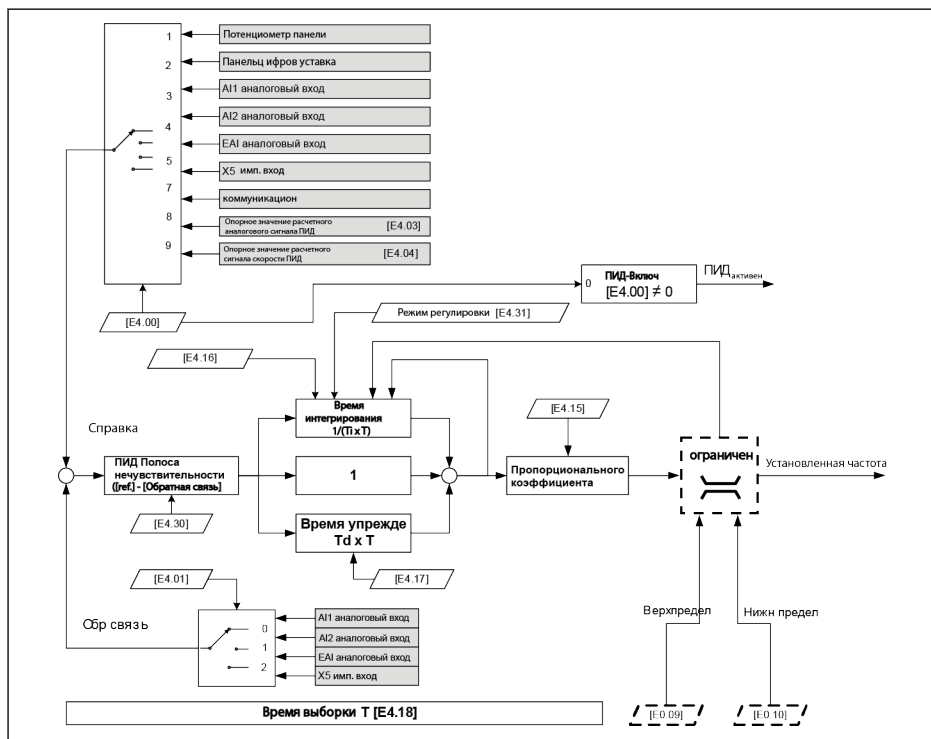 1
Потенциометр панели
2
Панельц ифров уставка
3
AI1 аналоговый вход
4
AI2 аналоговый вход
EAI аналоговый вход
5
X5 имп. вход
7
коммуникацион
8
Опорное значение расчетного
аналогового сигнала ПИД
[E4.03]
9
Опорное значение расчетного
сигнала скорости ПИД
[E4.04]
0
ПИД-Включ
[E4.00] ≠ 0
ПИД активен
[E4.00]
Режим регулировки [E4.31]
[E4.16]
Время
интегрирования
1/(Ti x T)
[E4.15]
Справка
ПИД Полоса
нечувствительности
([ref.] - [Обратная связь]
1
Пропорционального
коэффициента
ограничен
Установленная частота
[E4.30]
Время упрежде
Td x T
[E4.01]
[E4.17]
Обр связь
0
1
2
AI1 аналоговый вход
AI2 аналоговый вход
EAI аналоговый вход
X5 имп. вход
Верхпредел
Нижн предел
Время выборки T [E4.18]
[E0.09]
[E0.10]